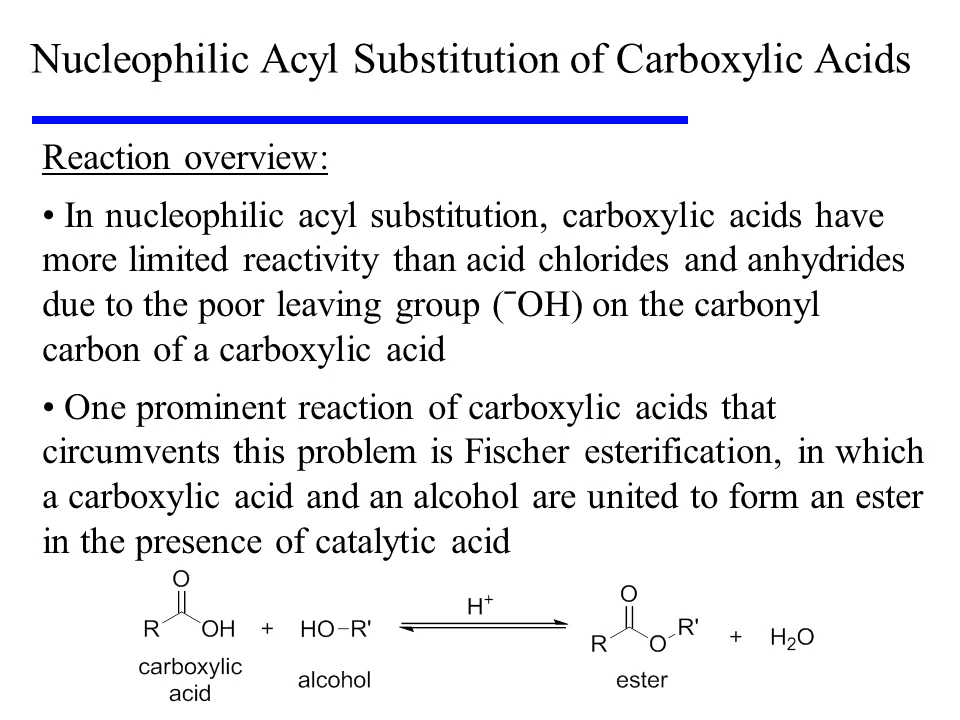 Nucleophilic Acyl Substitution of Carboxylic Acids
Reaction overview:
• In nucleophilic acyl substitution, carboxylic acids have
more limited reactivity than acid chlorides and anhydrides
due to the poor leaving group (¯OH) on the carbonyl
carbon of a carboxylic acid
• One prominent reaction of carboxylic acids that
circumvents this problem is Fischer esterification, in which
a carboxylic acid and an alcohol are united to form an ester
in the presence of catalytic acid
O
R OH + HO–R'
H⁺
O
R O R' + H₂O
carboxylic
acid
alcohol
ester